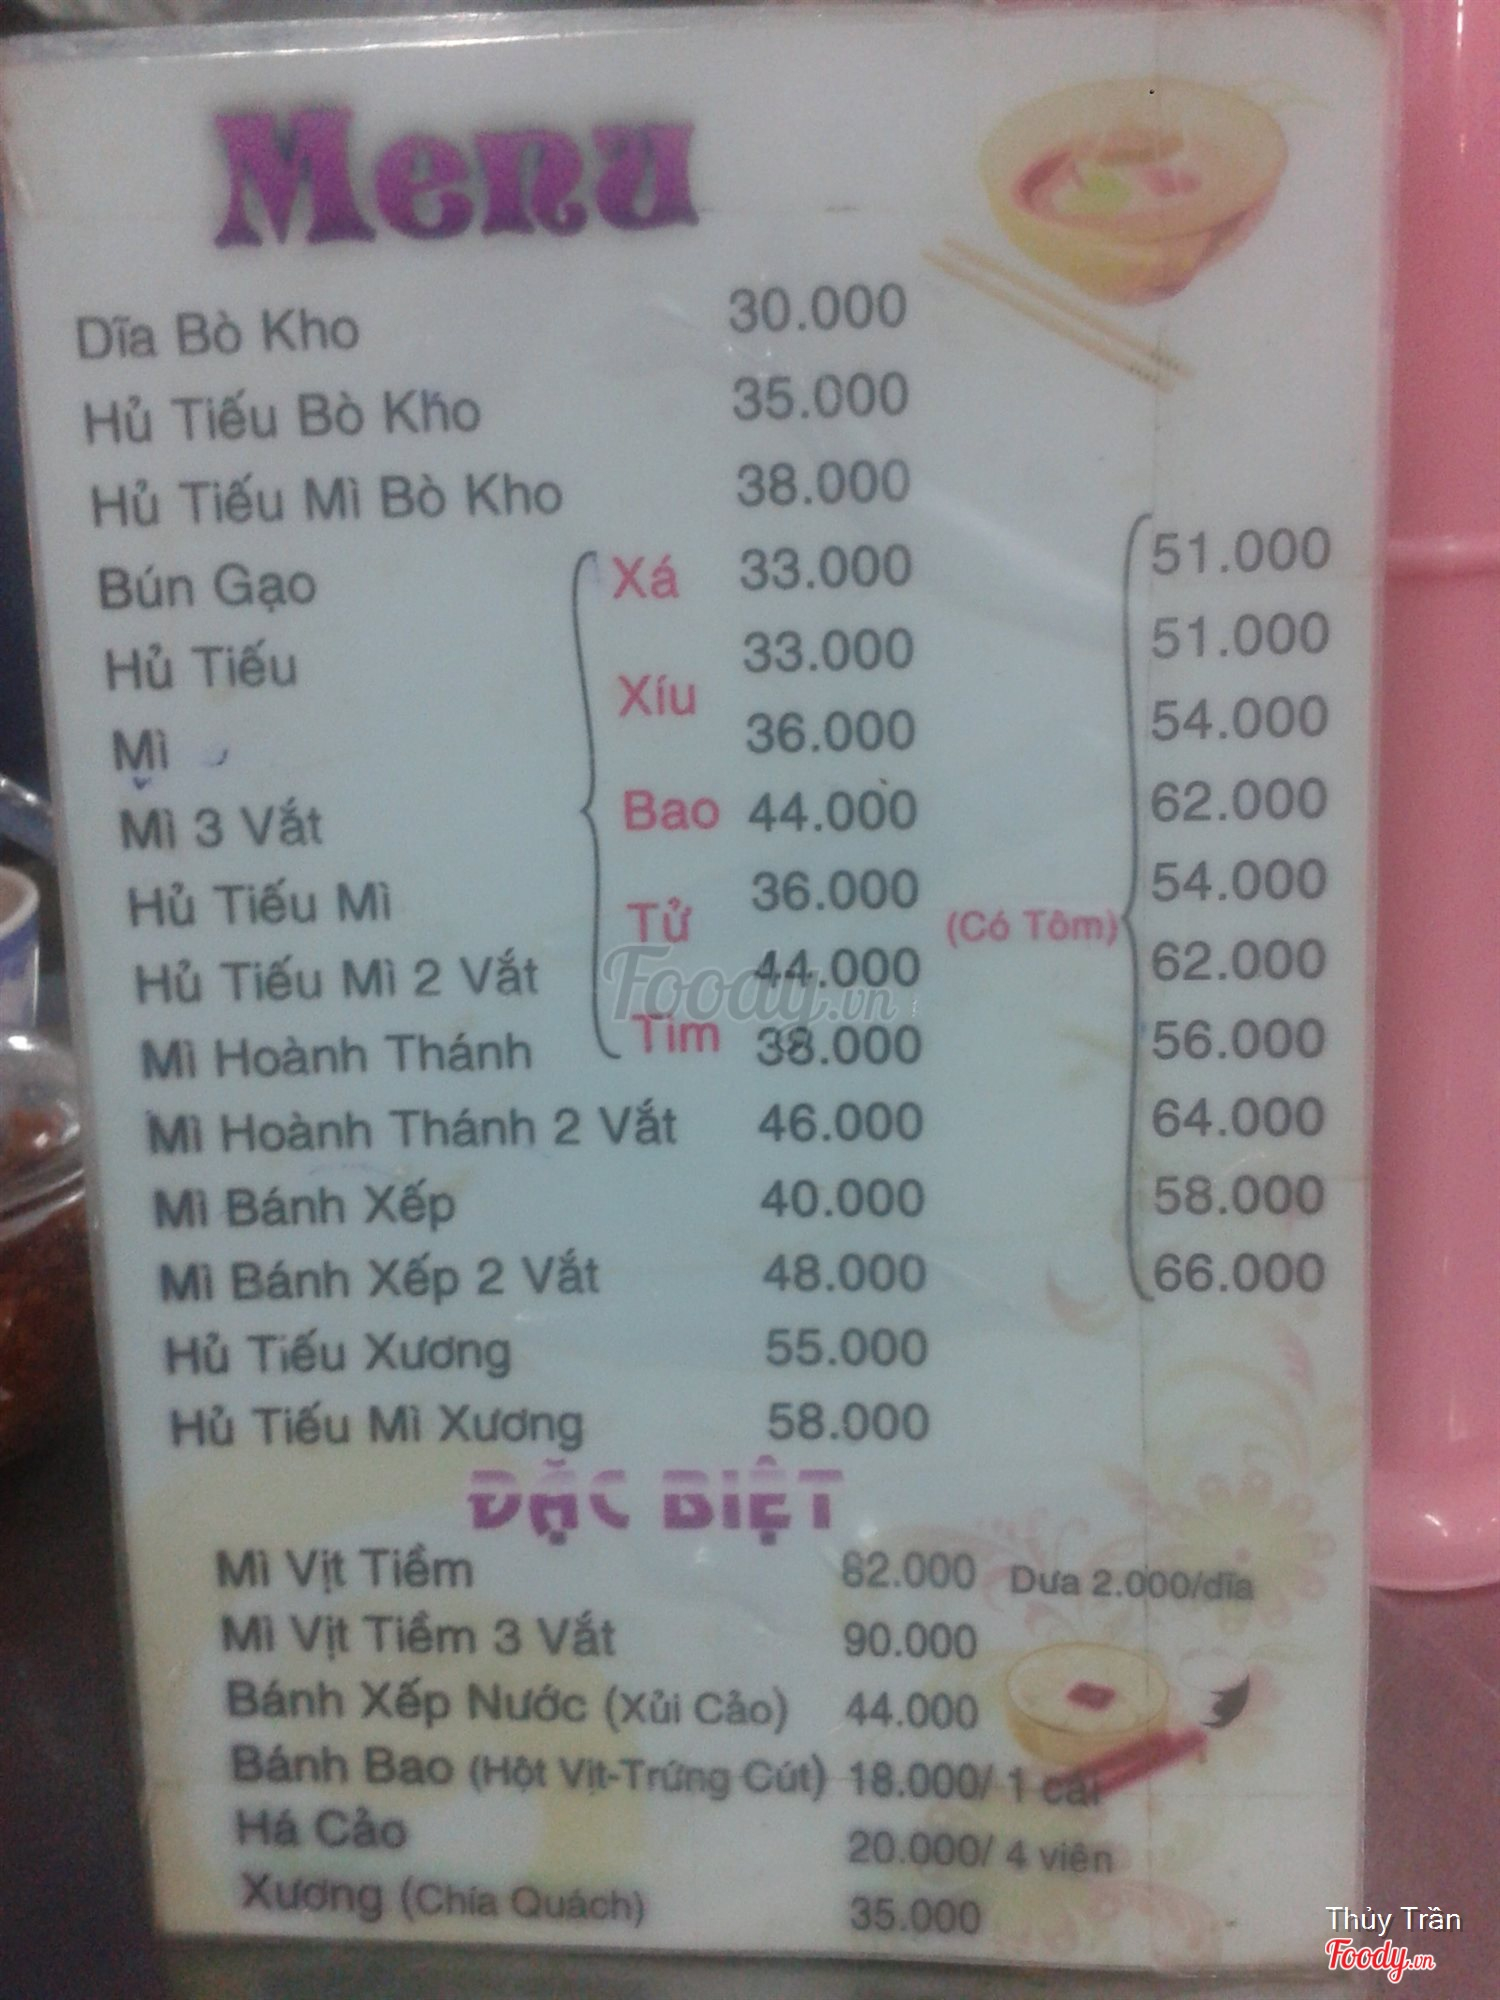 Menu
Dĩa Bò Kho 30.000
Hủ Tiếu Bò Kho 35.000
Hủ Tiếu Mì Bò Kho 38.000
Bún Gạo Xá 33.000 51.000
Hủ Tiếu 33.000 51.000
Xíu
Mì 36.000 54.000
Mì 3 Vắt Bao 44.000 62.000
Hủ Tiếu Mì 36.000 54.000
Tử (Có Tôm)
Hủ Tiếu Mì 2 Vắt 44.000 62.000
Mì Hoành Thánh Tim 38.000 56.000
Mì Hoành Thánh 2 Vắt 46.000 64.000
Mì Bánh Xếp 40.000 58.000
Mì Bánh Xếp 2 Vắt 48.000 66.000
Hủ Tiếu Xương 55.000
Hủ Tiếu Mì Xương 58.000
ĐẶC BIỆT
Mì Vịt Tiềm 82.000 Dưa 2.000/dĩa
Mì Vịt Tiềm 3 Vắt 90.000
Bánh Xếp Nước (Xủi Cảo) 44.000
Bánh Bao (Hột Vịt-Trứng Cút) 18.000/ 1 cái
Há Cảo 20.000/ 4 viên
Xương (Chía Quách) 35.000
Foody.vn
Thủy Trần
Foody.vn